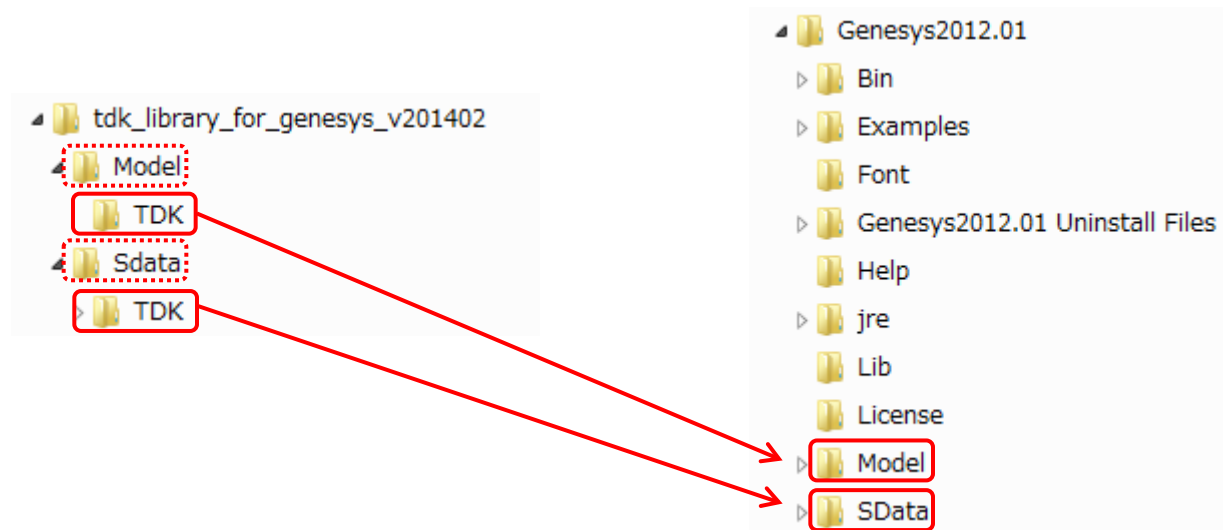 tdk_library_for_genesys_v201402
Model
TDK
Sdata
TDK
Genesys2012.01
Bin
Examples
Font
Genesys2012.01 Uninstall Files
Help
jre
Lib
License
Model
SData